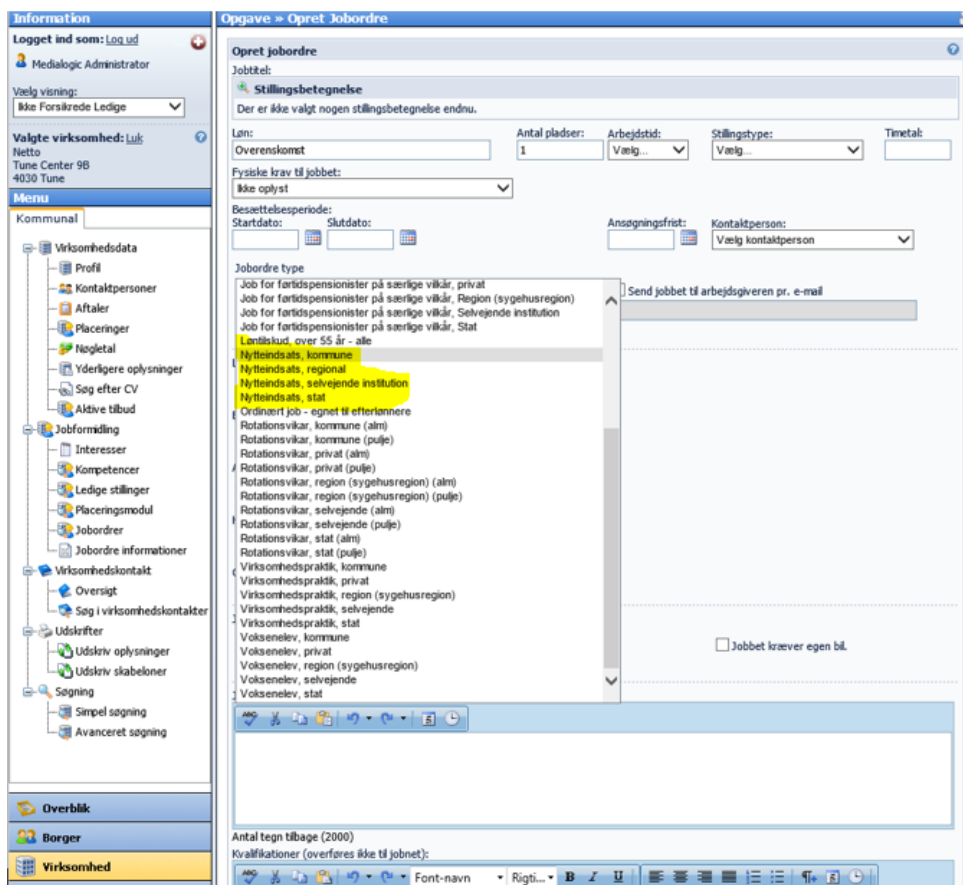 Information
Logget ind som: Log ud
Medialogic Administrator
Vælg visning:
Ikke Forsikrede Ledige
Valgte virksomhed: Luk
Netto
Tune Center 9B
4030 Tune
Menu
Kommunal
Virksomhedsdata
Profil
Kontaktpersoner
Aftaler
Placeringer
Nøgletal
Yderligere oplysninger
Søg efter CV
Aktive tilbud
Jobformidling
Interesser
Kompetencer
Ledige stillinger
Placeringsmodul
Jobordrer
Jobordre informationer
Virksomhedskontakt
Oversigt
Søg i virksomhedskontakter
Udskrifter
Udskriv oplysninger
Udskriv skabeloner
Søgning
Simpel søgning
Avanceret søgning
Overblik
Borger
Virksomhed
Opgave » Opret Jobordre
Opret jobordre
Jobtitel:
Stillingsbetegnelse
Der er ikke valgt nogen stillingsbetegnelse endnu.
Løn: Antal pladser: Arbejdstid: Stillingstype: Timetal:
Overenskomst 1 Vælg... Vælg...
Fysiske krav til jobbet:
Ikke oplyst
Besættelsesperiode:
Startdato: Slutdato: Ansøgningsfrist: Kontaktperson:
Vælg kontaktperson
Jobordre type
Job for førtidspensionister på særlige vilkår, privat
Send jobbet til arbejdsgiveren pr. e-mail
Job for førtidspensionister på særlige vilkår, Region (sygehusregion)
Job for førtidspensionister på særlige vilkår, Selvejende institution
Job for førtidspensionister på særlige vilkår, Stat
Løntilskud, over 55 år - alle
Nytteindsats, kommune
Nytteindsats, regional
Nytteindsats, selvejende institution
Nytteindsats, stat
Ordinært job - egnet til efterlønnere
Rotationsvikar, kommune (alm)
Rotationsvikar, kommune (pulje)
Rotationsvikar, privat (alm)
Rotationsvikar, privat (pulje)
Rotationsvikar, region (sygehusregion) (alm)
Rotationsvikar, region (sygehusregion) (pulje)
Rotationsvikar, selvejende (alm)
Rotationsvikar, selvejende (pulje)
Rotationsvikar, stat (alm)
Rotationsvikar, stat (pulje)
Virksomhedspraktik, kommune
Virksomhedspraktik, privat
Virksomhedspraktik, region (sygehusregion)
Virksomhedspraktik, selvejende
Virksomhedspraktik, stat
Voksenelev, kommune
Jobbet kræver egen bil.
Voksenelev, privat
Voksenelev, region (sygehusregion)
Voksenelev, selvejende
Voksenelev, stat
Antal tegn tilbage (2000)
Kvalifikationer (overføres ikke til jobnet):
Font-navn Rigti... B I U